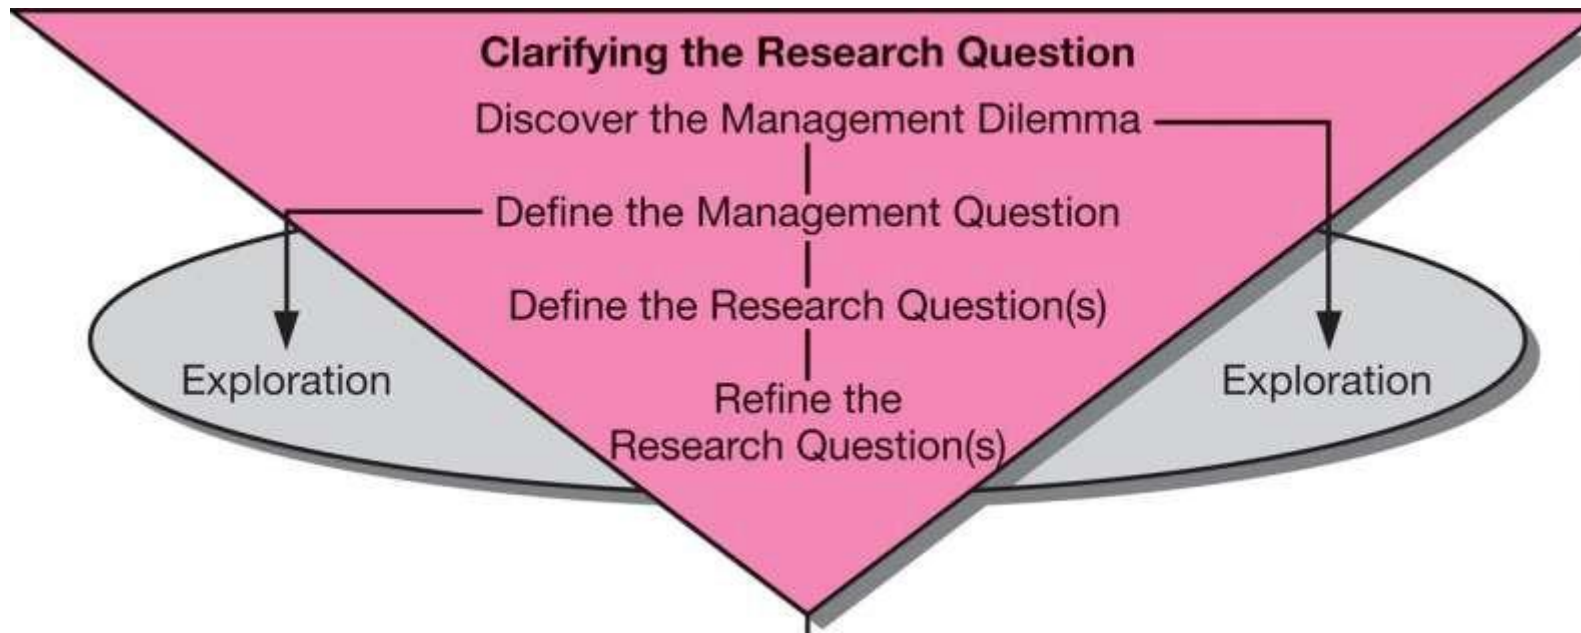 Clarifying the Research Question
Discover the Management Dilemma
Define the Management Question
Define the Research Question(s)
Exploration
Exploration
Refine the
Research Question(s)